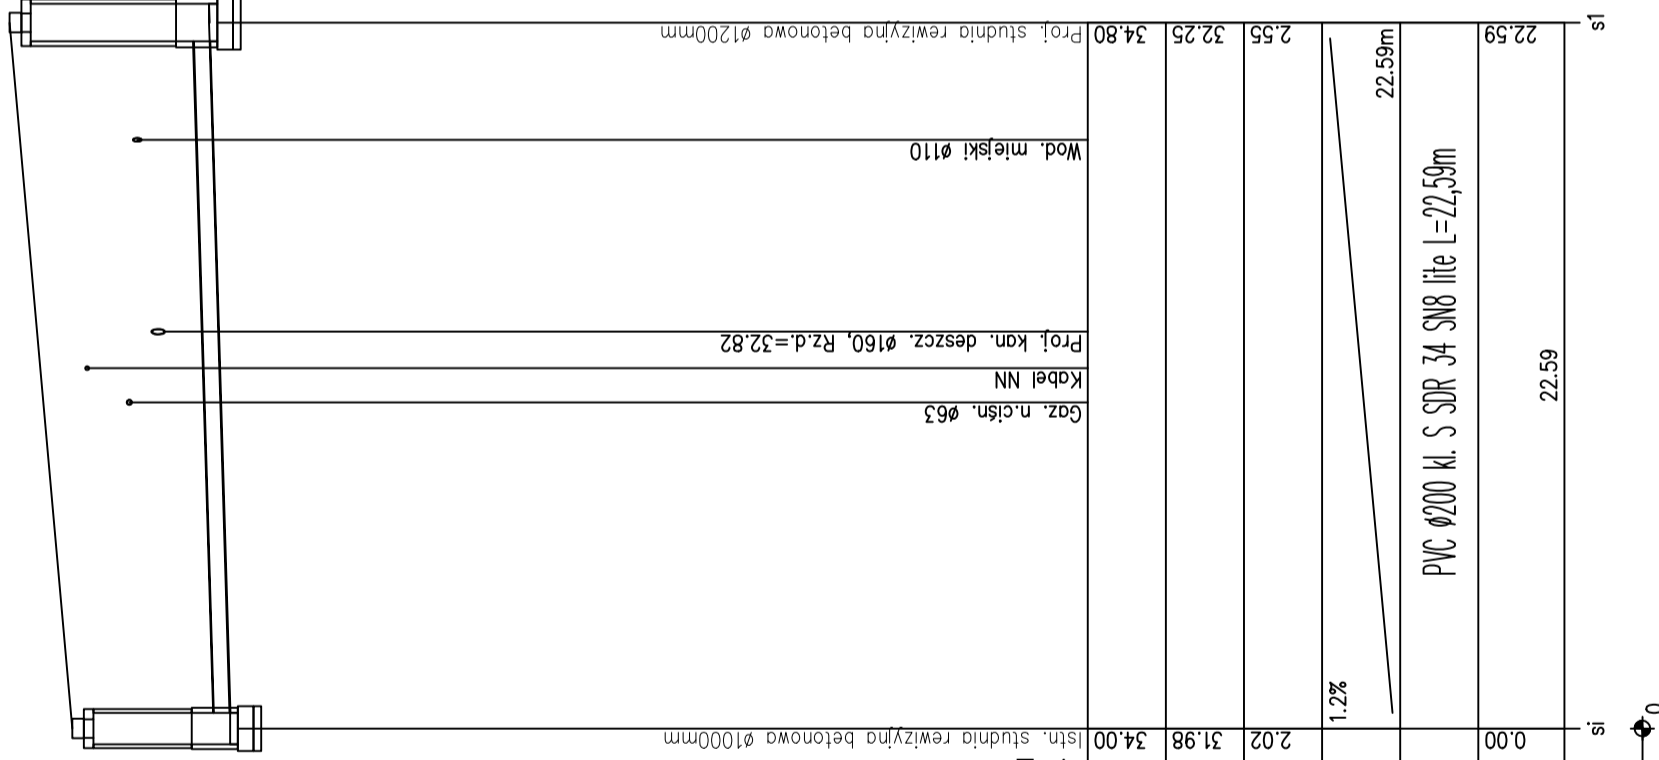 Proj. studnia rewizyjna betonowa ø1200mm
34.80
32.25
2.55
22.59m
22.59
s1
Wod. miejski ø110
Proj. kan. deszcz. ø160, Rz.d.=32.82
Kabel NN
Gaz. n.ciśn. ø63
PVC ø200 kl. S SDR 34 SN8 lite L=22,59m
22.59
1.2%
Istn. studnia rewizyjna betonowa ø1000mm
34.00
31.98
2.02
0.00
si.
0